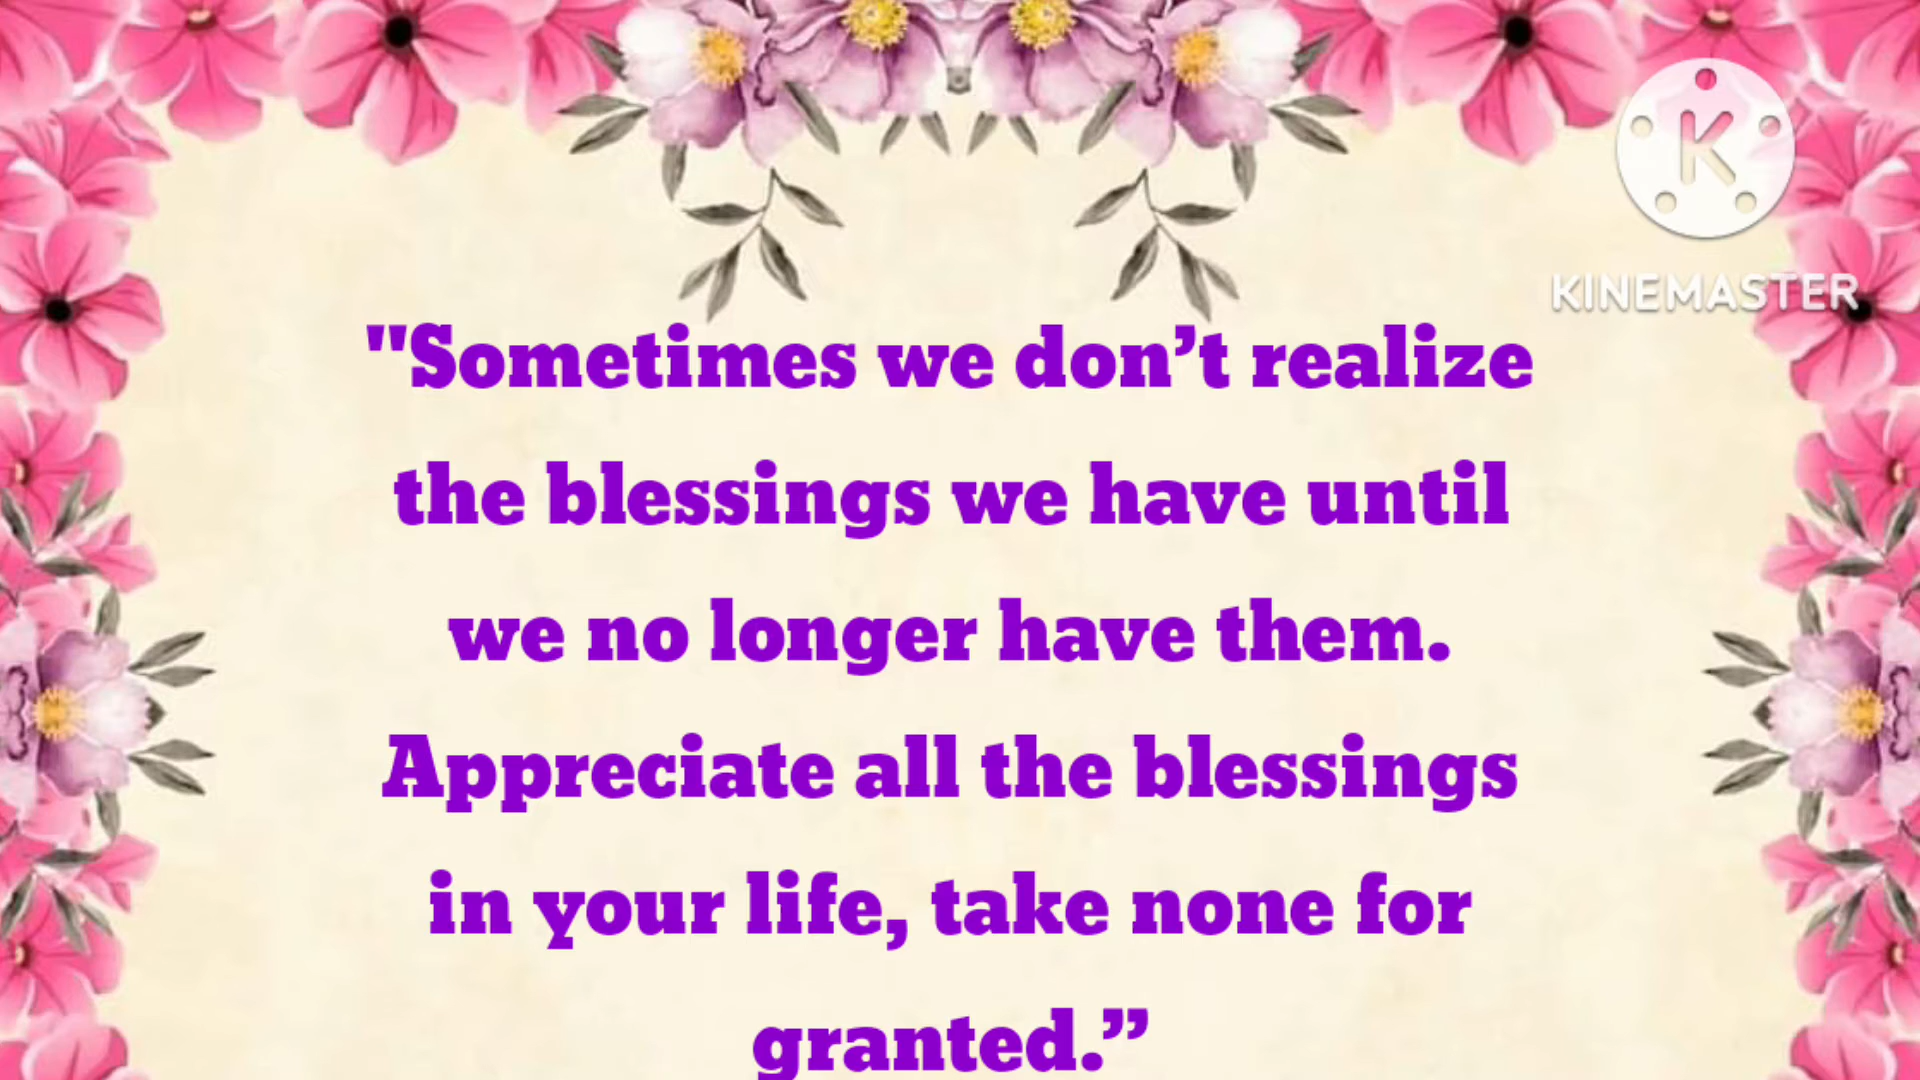 K
KINEMASTER
"Sometimes we don’t realize
the blessings we have until
we no longer have them.
Appreciate all the blessings
in your life, take none for
granted.”